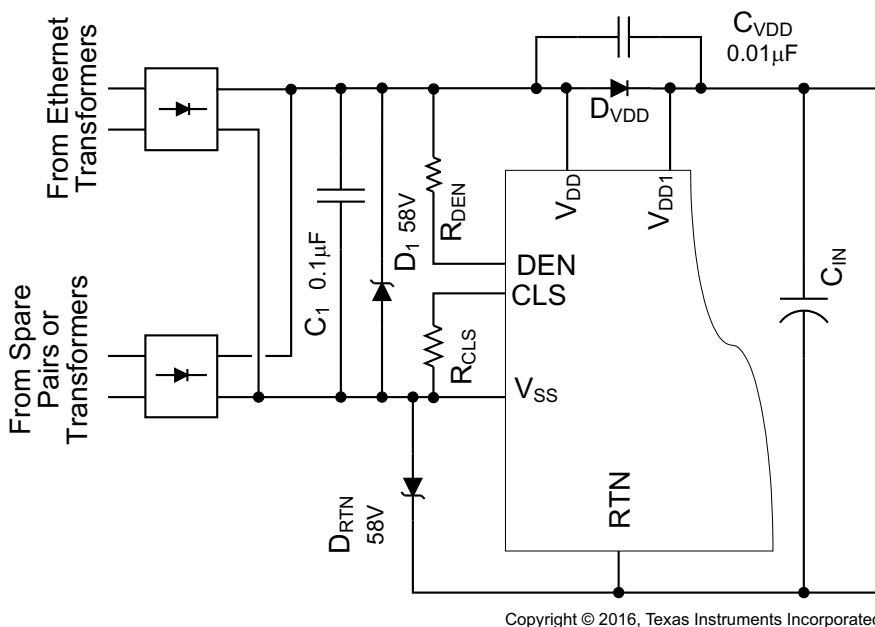 From Ethernet
Transformers
From Spare
Pairs or
Transformers
C1 0.1μF
D1 58V
RDEN
RCLS
DRTN
58V
CVDD
0.01μF
DVDD
VDD
VDD1
DEN
CLS
VSS
RTN
CIN
Copyright © 2016, Texas Instruments Incorporated